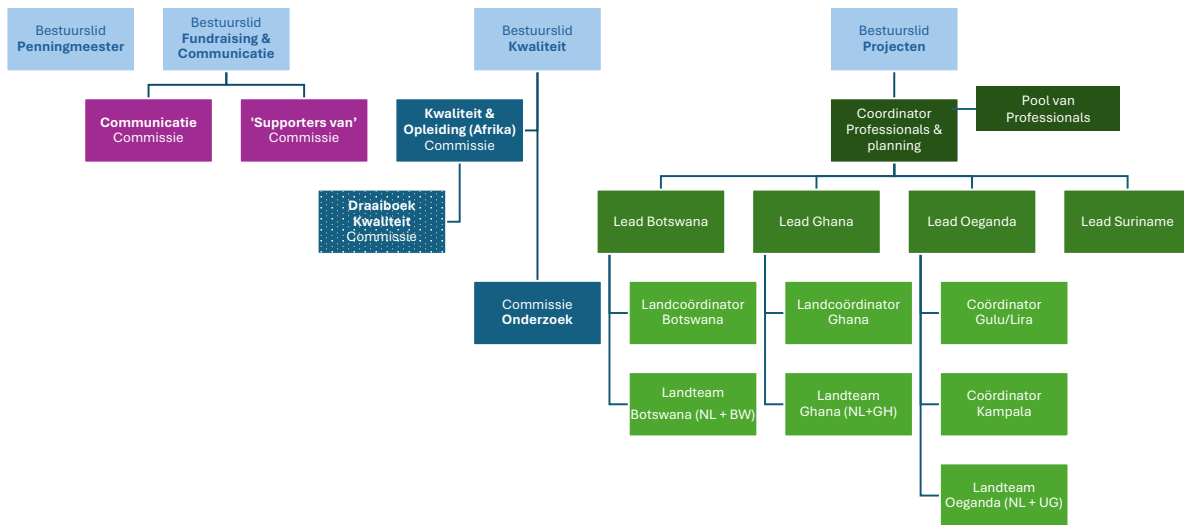 Bestuurslid
Penningmeester
Bestuurslid
Fundraising &
Communicatie
Bestuurslid
Kwaliteit
Bestuurslid
Projecten
Communicatie
Commissie
'Supporters van’
Commissie
Kwaliteit &
Opleiding (Afrika)
Commissie
Coordinator
Professionals &
planning
Pool van
Professionals
Draaiboek
Kwaliteit
Commissie
Lead Botswana
Lead Ghana
Lead Oeganda
Lead Suriname
Commissie
Onderzoek
Landcoördinator
Botswana
Landcoördinator
Ghana
Coördinator
Gulu/Lira
Landteam
Botswana (NL + BW)
Landteam
Ghana (NL+GH)
Coördinator
Kampala
Landteam
Oeganda (NL + UG)